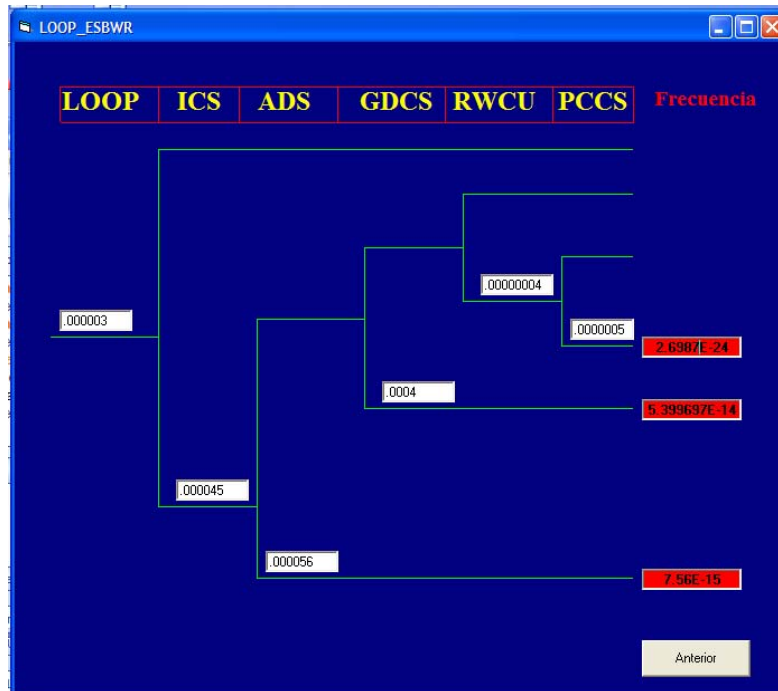 LOOP_ESBWR
LOOP ICS ADS GDCS RWCU PCCS Frecuencia
.00000004
.000003
.0000005
2.6987E-24
.0004
5.399697E-14
.000045
.000056
7.56E-15
Anterior